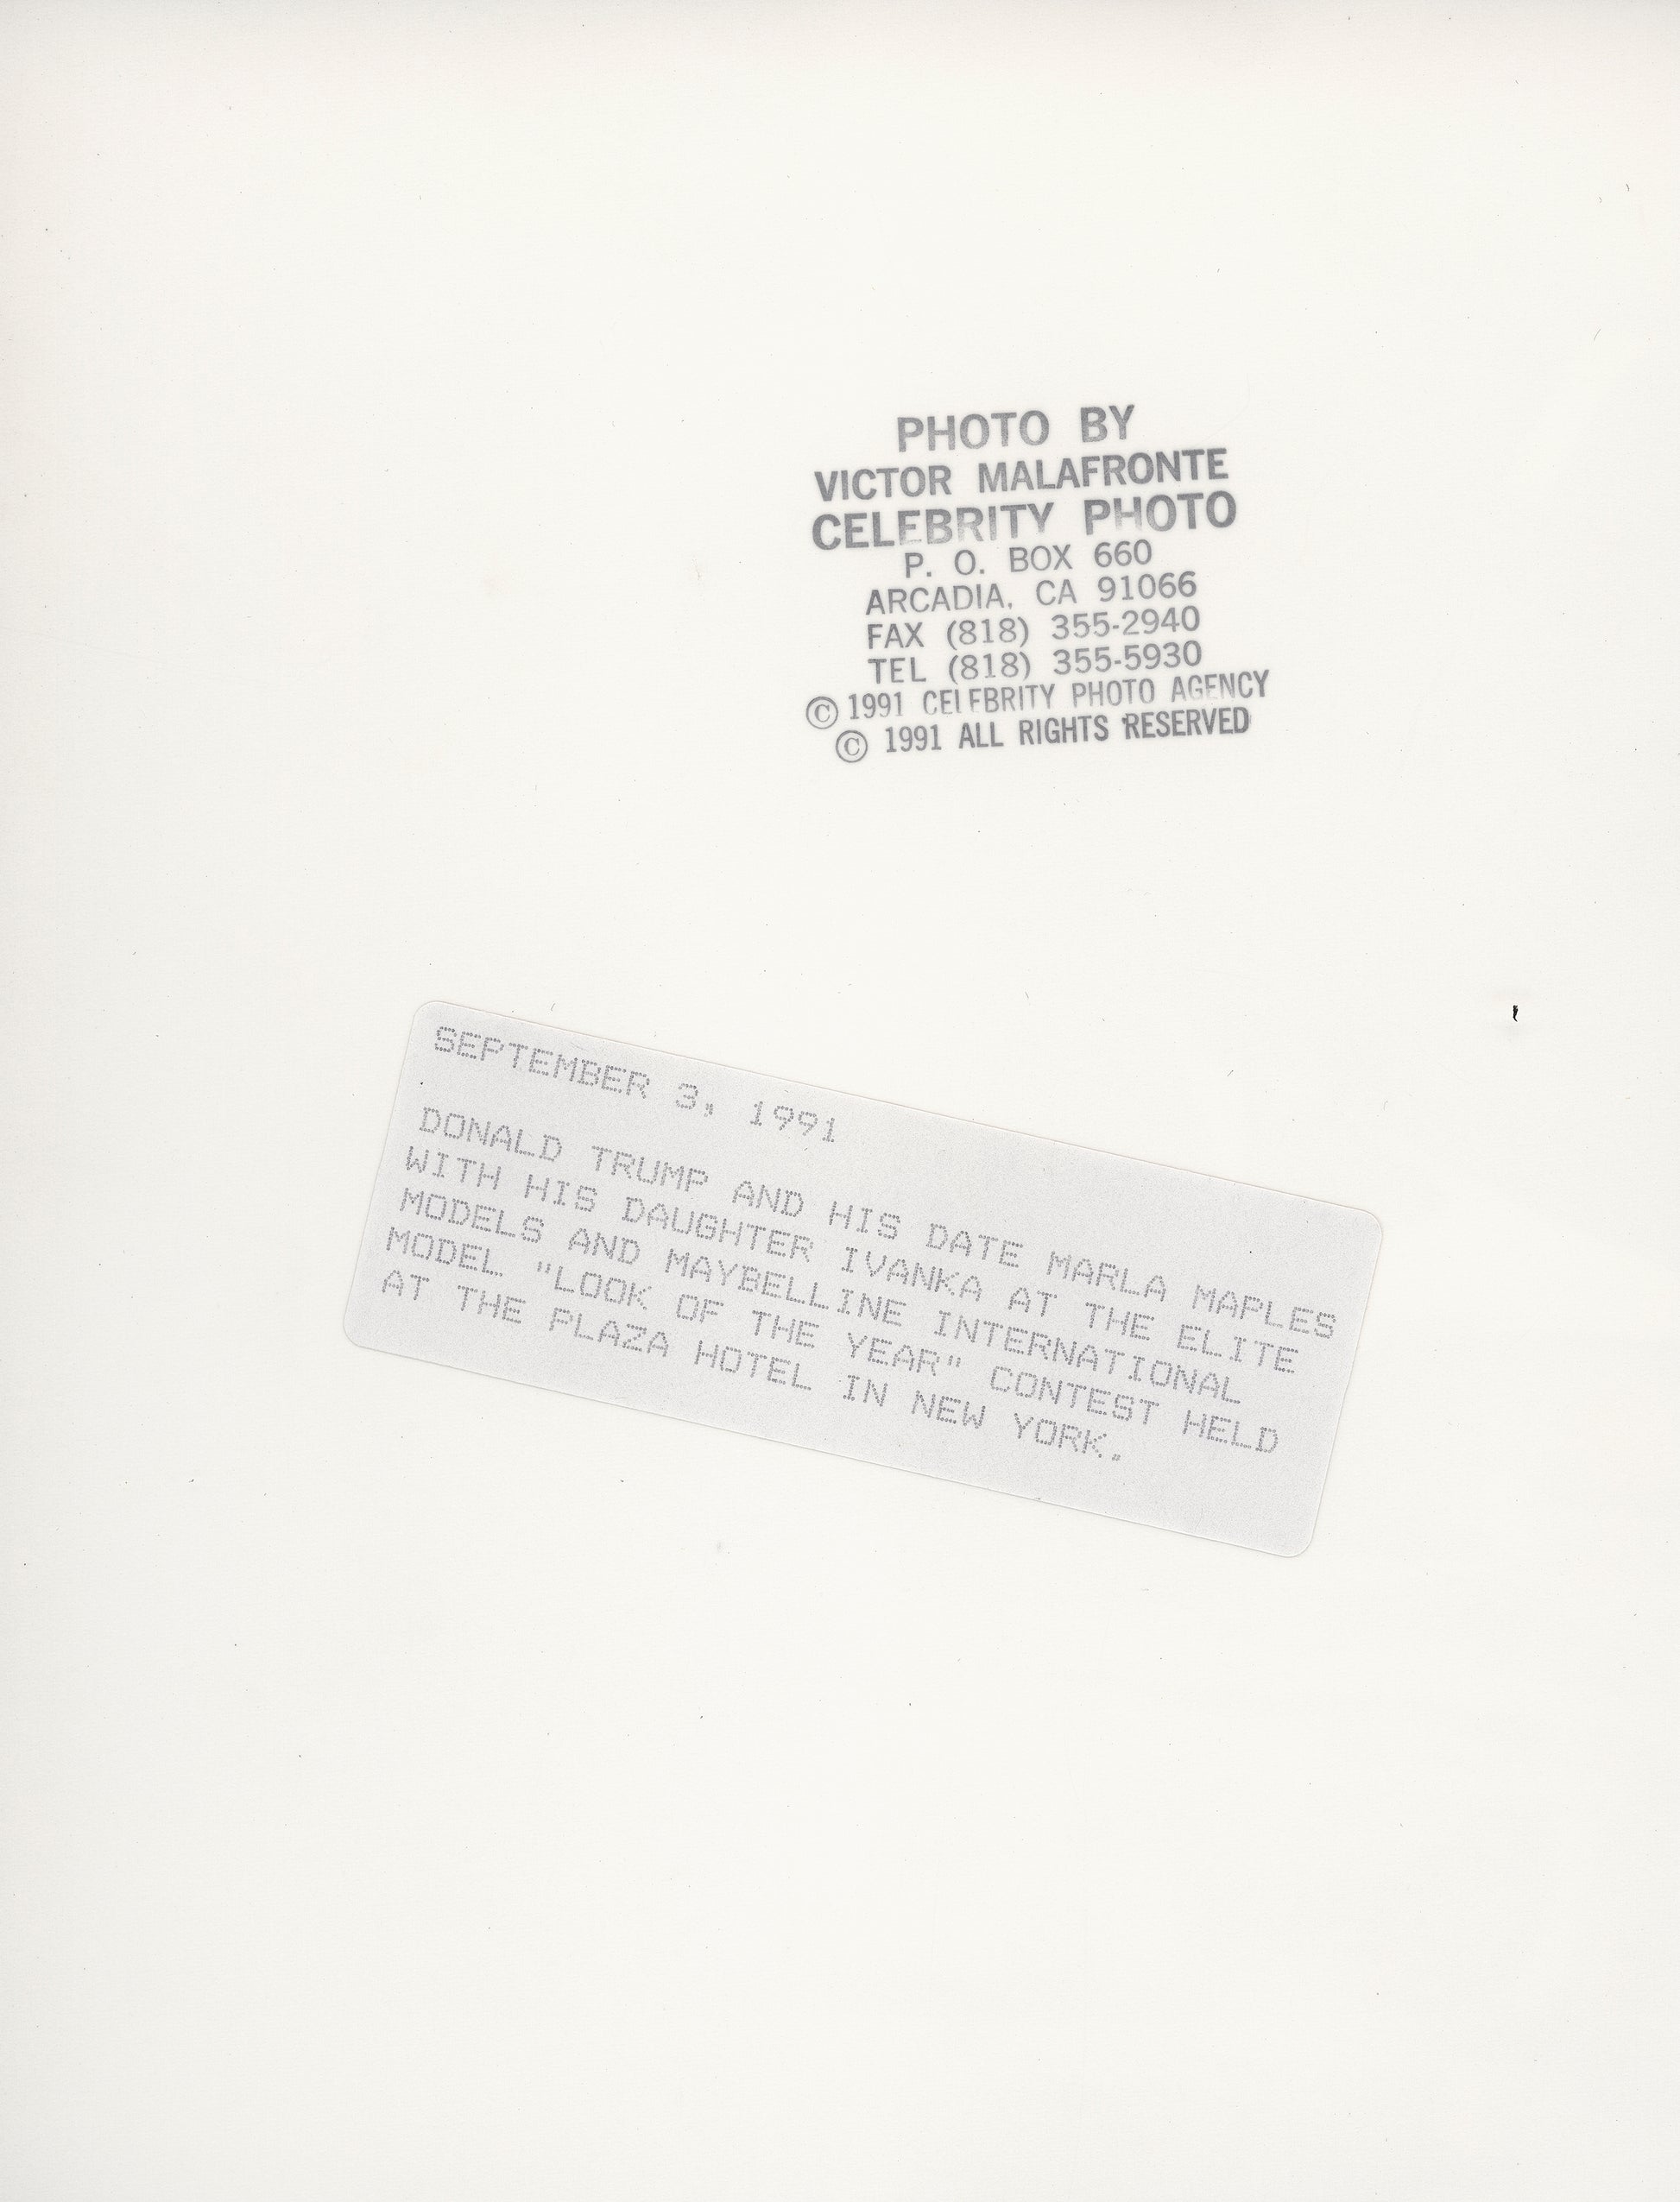 PHOTO BY
VICTOR MALAFRONTE
CELEBRITY PHOTO
P. O. BOX 660
ARCADIA, CA 91066
FAX (818) 355-2940
TEL (818) 355-5930
© 1991 CELEBRITY PHOTO AGENCY
© 1991 ALL RIGHTS RESERVED
SEPTEMBER 3, 1991
DONALD TRUMP AND HIS DATE MARLA MAPLES
WITH HIS DAUGHTER IVANKA AT THE ELITE
MODELS AND MAYBELLINE INTERNATIONAL
MODEL "LOOK OF THE YEAR" CONTEST HELD
AT THE PLAZA HOTEL IN NEW YORK.